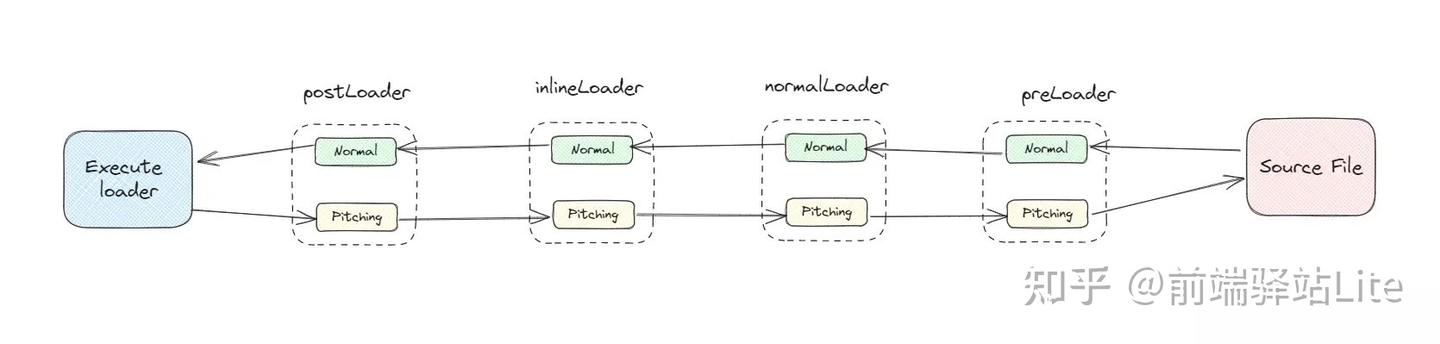 postLoader
inlineLoader
normalLoader
preLoader
Execute
loader
Normal
Normal
Normal
Normal
Source File
Pitching
Pitching
Pitching
Pitching
知乎 @前端驿站Lite